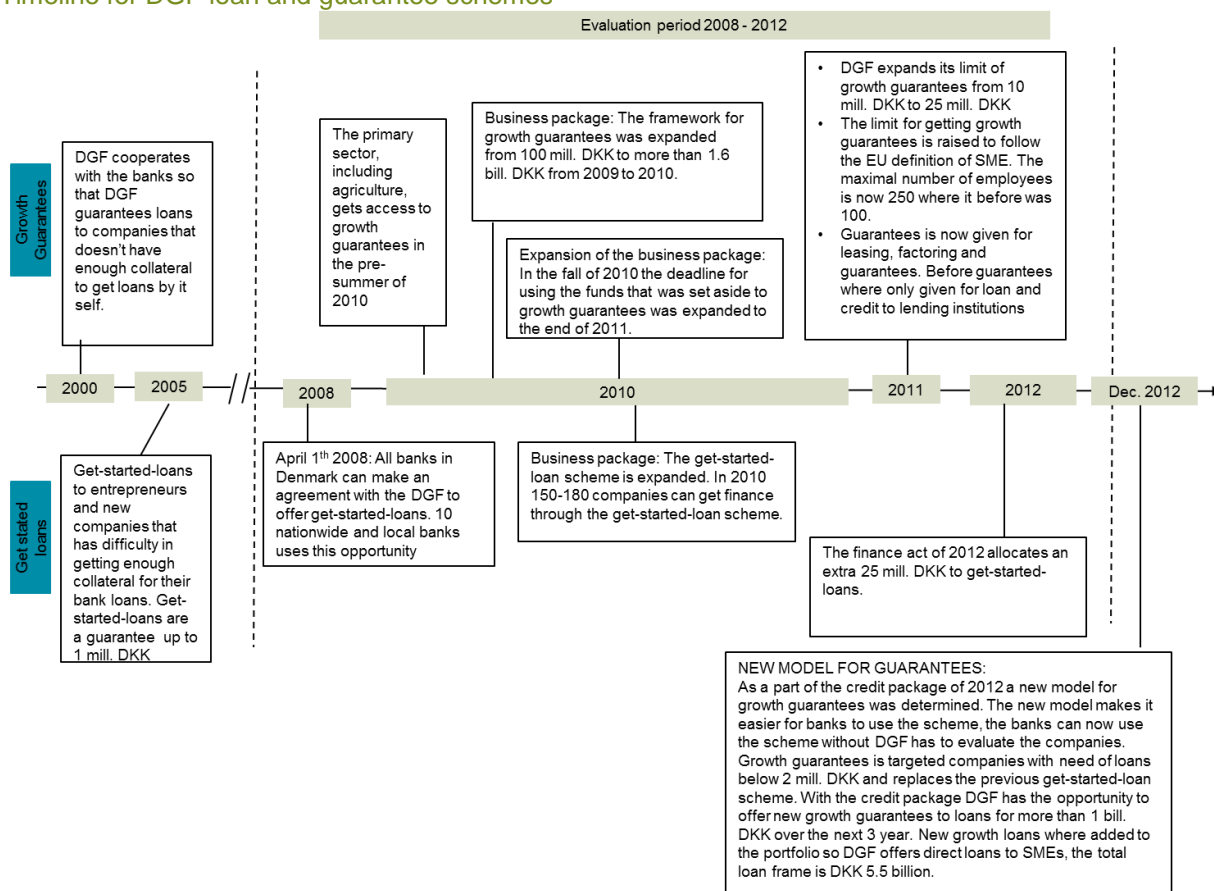 Timeline for DGF loan and guarantee schemes
Evaluation period 2008 - 2012
Growth
Guarantees
DGF cooperates
with the banks so
that DGF
guarantees loans
to companies that
doesn't have
enough collateral
to get loans by it
self.
The primary
sector,
including
agriculture,
gets access to
growth
guarantees in
the pre-
summer of
2010
Business package: The framework for
growth guarantees was expanded
from 100 mill. DKK to more than 1.6
bill. DKK from 2009 to 2010.
Expansion of the business package:
In the fall of 2010 the deadline for
using the funds that was set aside to
growth guarantees was expanded to
the end of 2011.
• DGF expands its limit of
growth guarantees from 10
mill. DKK to 25 mill. DKK
• The limit for getting growth
guarantees is raised to follow
the EU definition of SME. The
maximal number of employees
is now 250 where it before was
100.
• Guarantees is now given for
leasing, factoring and
guarantees. Before guarantees
where only given for loan and
credit to lending institutions
2000
2005
2008
2010
2011
2012
Dec. 2012
Get stated
loans
Get-started-loans
to entrepreneurs
and new
companies that
has difficulty in
getting enough
collateral for their
bank loans. Get-
started-loans are
a guarantee up to
1 mill. DKK
April 1th 2008: All banks in
Denmark can make an
agreement with the DGF to
offer get-started-loans. 10
nationwide and local banks
uses this opportunity
Business package: The get-started-
loan scheme is expanded. In 2010
150-180 companies can get finance
through the get-started-loan scheme.
The finance act of 2012 allocates an
extra 25 mill. DKK to get-started-
loans.
NEW MODEL FOR GUARANTEES:
As a part of the credit package of 2012 a new model for
growth guarantees was determined. The new model makes it
easier for banks to use the scheme, the banks can now use
the scheme without DGF has to evaluate the companies.
Growth guarantees is targeted companies with need of loans
below 2 mill. DKK and replaces the previous get-started-loan
scheme. With the credit package DGF has the opportunity to
offer new growth guarantees to loans for more than 1 bill.
DKK over the next 3 year. New growth loans where added to
the portfolio so DGF offers direct loans to SMEs, the total
loan frame is DKK 5.5 billion.